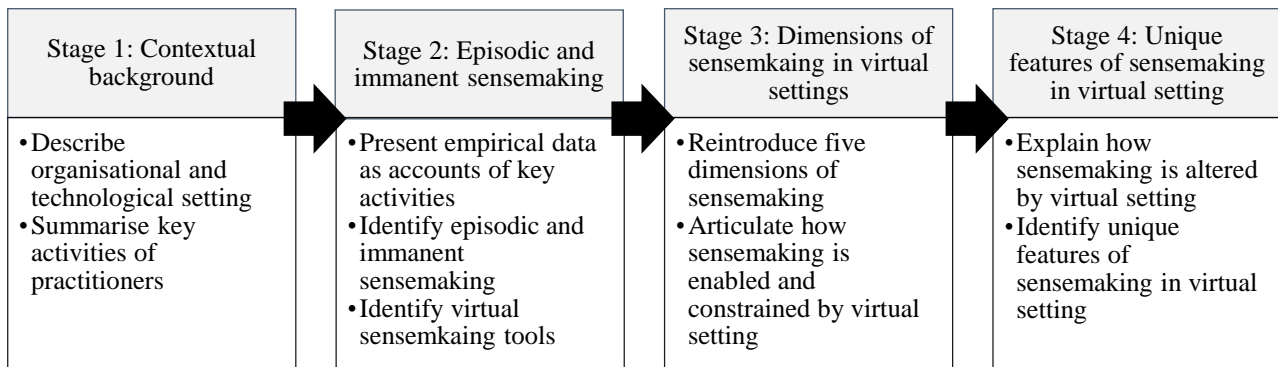 Stage 1: Contextual
background
•Describe
organisational and
technological setting
•Summarise key
activities of
practitioners
Stage 2: Episodic and
immanent sensemaking
•Present empirical data
as accounts of key
activities
•Identify episodic and
immanent
sensemaking
•Identify virtual
sensemkaing tools
Stage 3: Dimensions of
sensemkaing in virtual
settings
•Reintroduce five
dimensions of
sensemaking
•Articulate how
sensemaking is
enabled and
constrained by virtual
setting
Stage 4: Unique
features of sensemaking
in virtual setting
•Explain how
sensemaking is altered
by virtual setting
•Identify unique
features of
sensemaking in virtual
setting